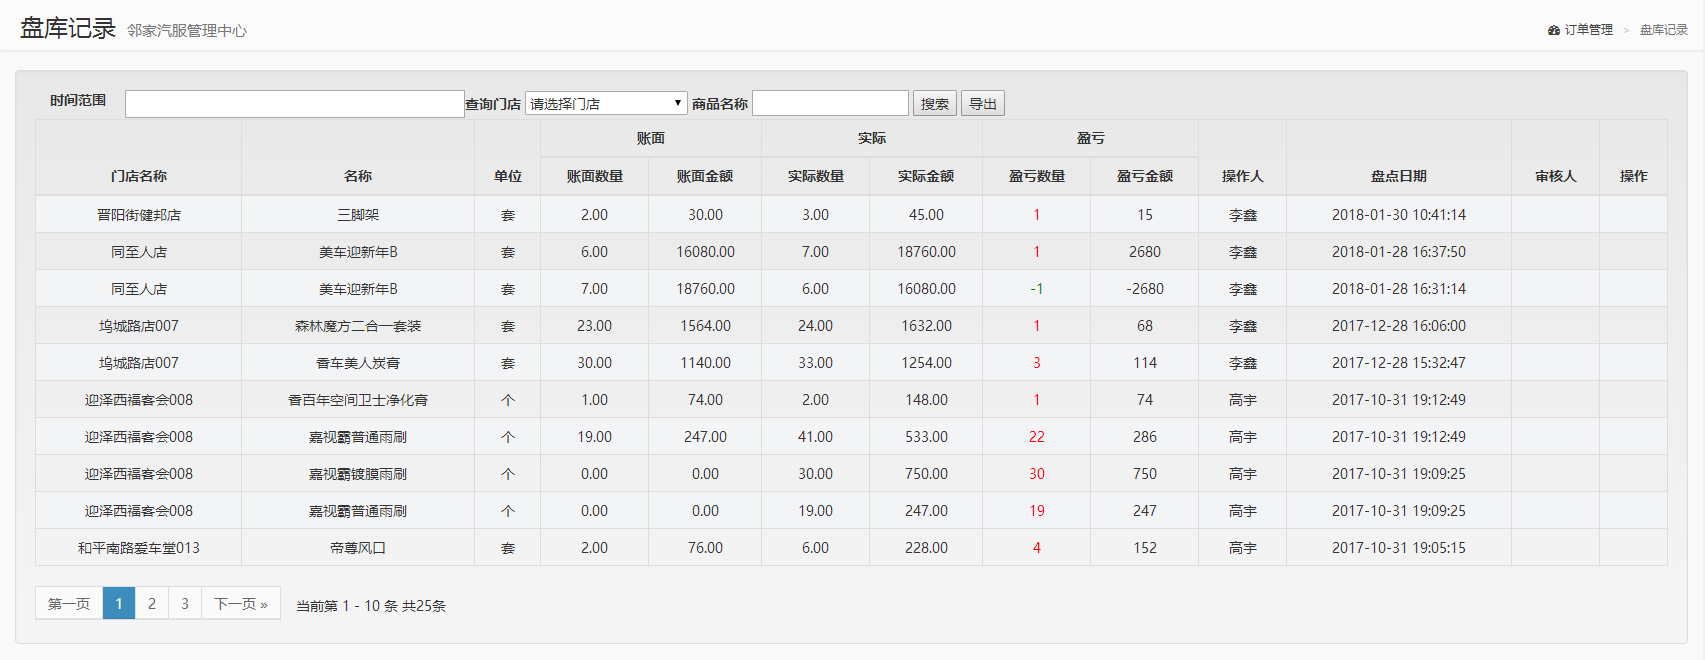 盘库记录 邻家汽服管理中心 订单管理 > 盘库记录
时间范围 查询门店 请选择门店 商品名称 搜索 导出
账面 实际 盈亏
门店名称 名称 单位 账面数量 账面金额 实际数量 实际金额 盈亏数量 盈亏金额 操作人 盘点日期 审核人 操作
晋阳街健邦店 三脚架 套 2.00 30.00 3.00 45.00 1 15 李鑫 2018-01-30 10:41:14
同至人店 美车迎新年B 套 6.00 16080.00 7.00 18760.00 1 2680 李鑫 2018-01-28 16:37:50
同至人店 美车迎新年B 套 7.00 18760.00 6.00 16080.00 -1 -2680 李鑫 2018-01-28 16:31:14
坞城路店007 森林魔方二合一套装 套 23.00 1564.00 24.00 1632.00 1 68 李鑫 2017-12-28 16:06:00
坞城路店007 香车美人炭膏 套 30.00 1140.00 33.00 1254.00 3 114 李鑫 2017-12-28 15:32:47
迎泽西福客会008 香百年空间卫士净化膏 个 1.00 74.00 2.00 148.00 1 74 高宇 2017-10-31 19:12:49
迎泽西福客会008 嘉视霸普通雨刷 个 19.00 247.00 41.00 533.00 22 286 高宇 2017-10-31 19:12:49
迎泽西福客会008 嘉视霸镀膜雨刷 个 0.00 0.00 30.00 750.00 30 750 高宇 2017-10-31 19:09:25
迎泽西福客会008 嘉视霸普通雨刷 个 0.00 0.00 19.00 247.00 19 247 高宇 2017-10-31 19:09:25
和平南路爱车堂013 帝尊风口 套 2.00 76.00 6.00 228.00 4 152 高宇 2017-10-31 19:05:15
第一页 1 2 3 下一页 » 当前第 1 - 10 条 共25条